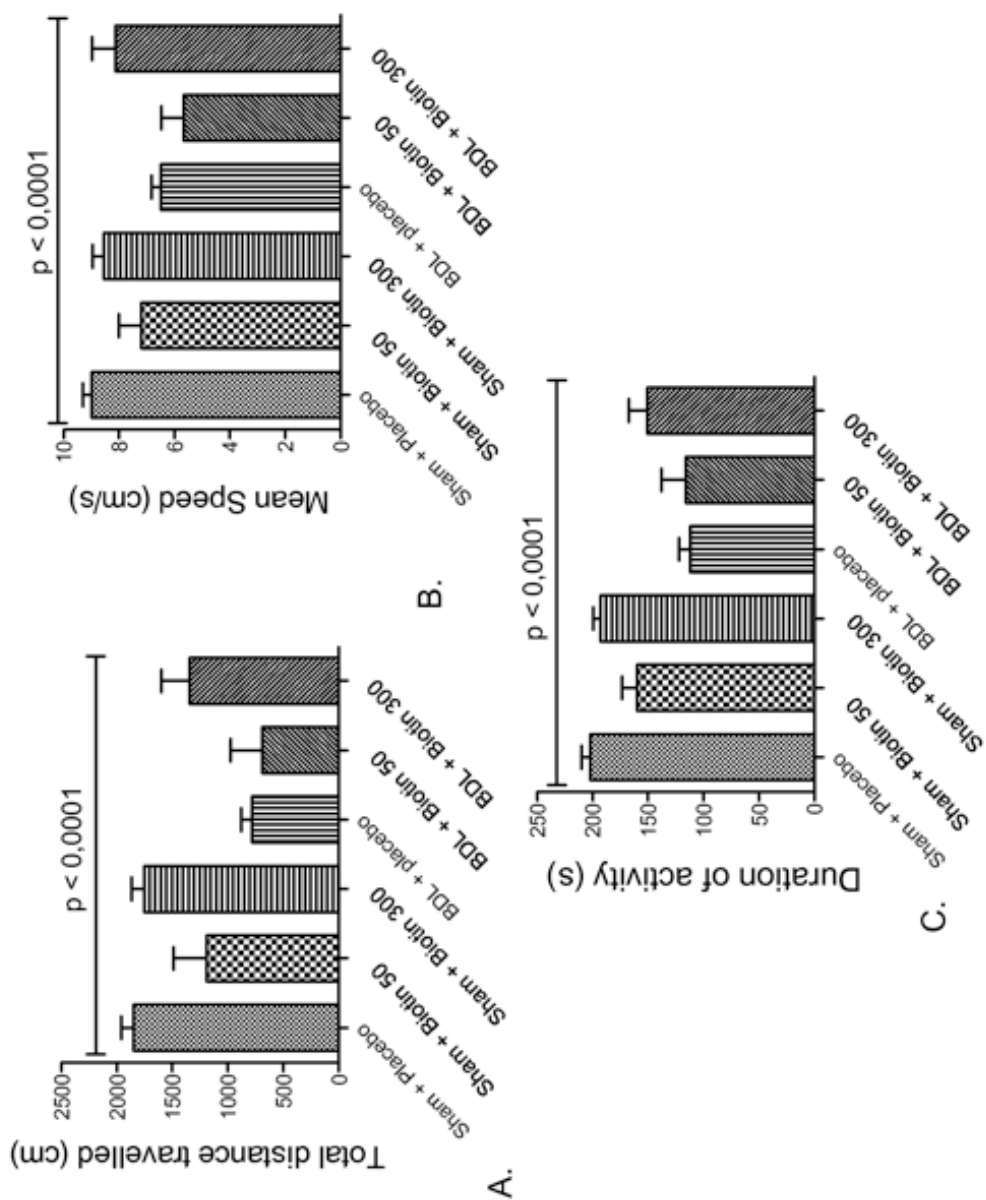 p < 0,0001
Total distance travelled (cm)
2500
2000
1500
1000
500
0
Sham + Placebo
Sham + Biotin 50
Sham + Biotin 300
BDL + placebo
BDL + Biotin 50
BDL + Biotin 300
A.
p < 0,0001
Mean Speed (cm/s)
10
8
6
4
2
0
Sham + Placebo
Sham + Biotin 50
Sham + Biotin 300
BDL + placebo
BDL + Biotin 50
BDL + Biotin 300
B.
p < 0,0001
Duration of activity (s)
250
200
150
100
50
0
Sham + Placebo
Sham + Biotin 50
Sham + Biotin 300
BDL + placebo
BDL + Biotin 50
BDL + Biotin 300
C.